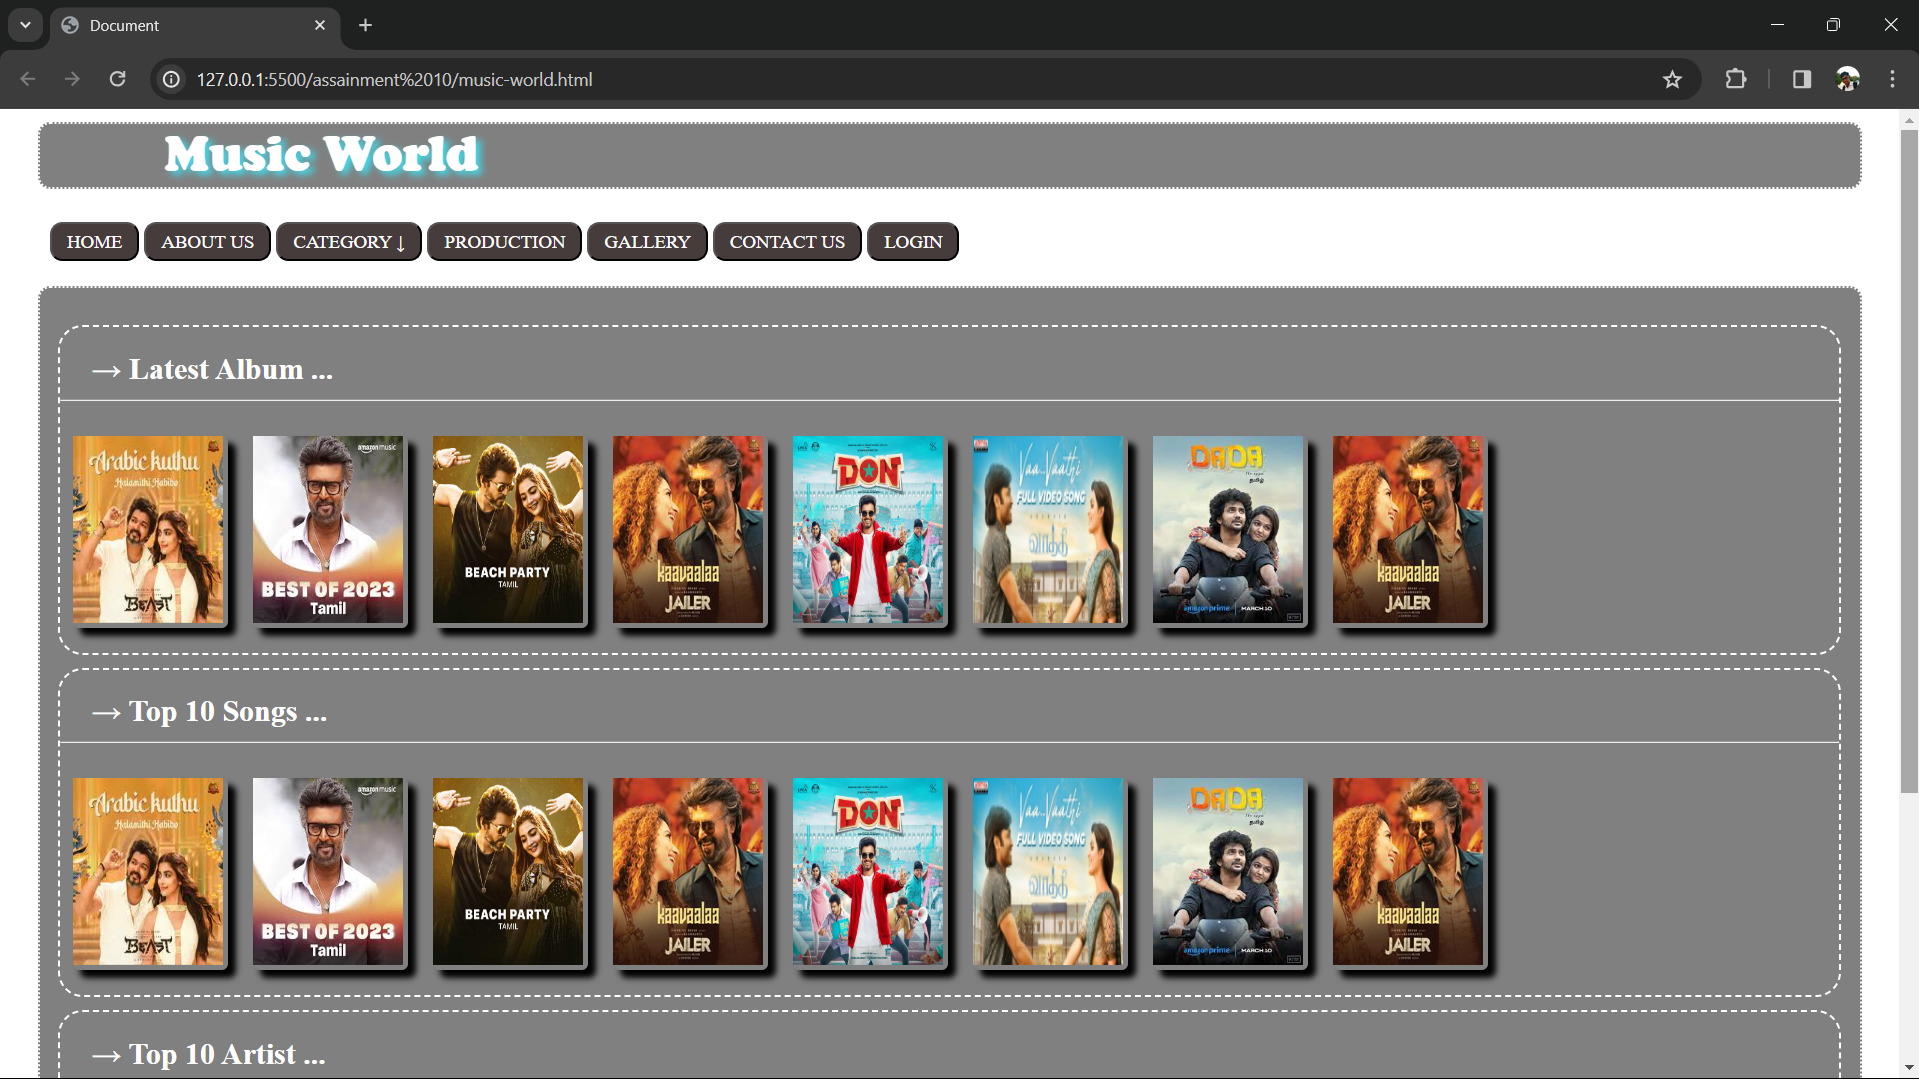 Document
127.0.0.1:5500/assainment%2010/music-world.html
Music World
HOME ABOUT US CATEGORY ↓ PRODUCTION GALLERY CONTACT US LOGIN
→ Latest Album ...
Arabic kuthu
Halamithi Habibo
BEAST
amazon music
BEST OF 2023
Tamil
BEACH PARTY
TAMIL
kaavaalaa
JAILER
DON
Vaa..Vaathi
FULL VIDEO SONG
வாத்தி
DADA
தமிழ்
amazon prime MARCH 10
kaavaalaa
JAILER
→ Top 10 Songs ...
Arabic kuthu
Halamithi Habibo
BEAST
amazon music
BEST OF 2023
Tamil
BEACH PARTY
TAMIL
kaavaalaa
JAILER
DON
Vaa..Vaathi
FULL VIDEO SONG
வாத்தி
DADA
தமிழ்
amazon prime MARCH 10
kaavaalaa
JAILER
→ Top 10 Artist ...